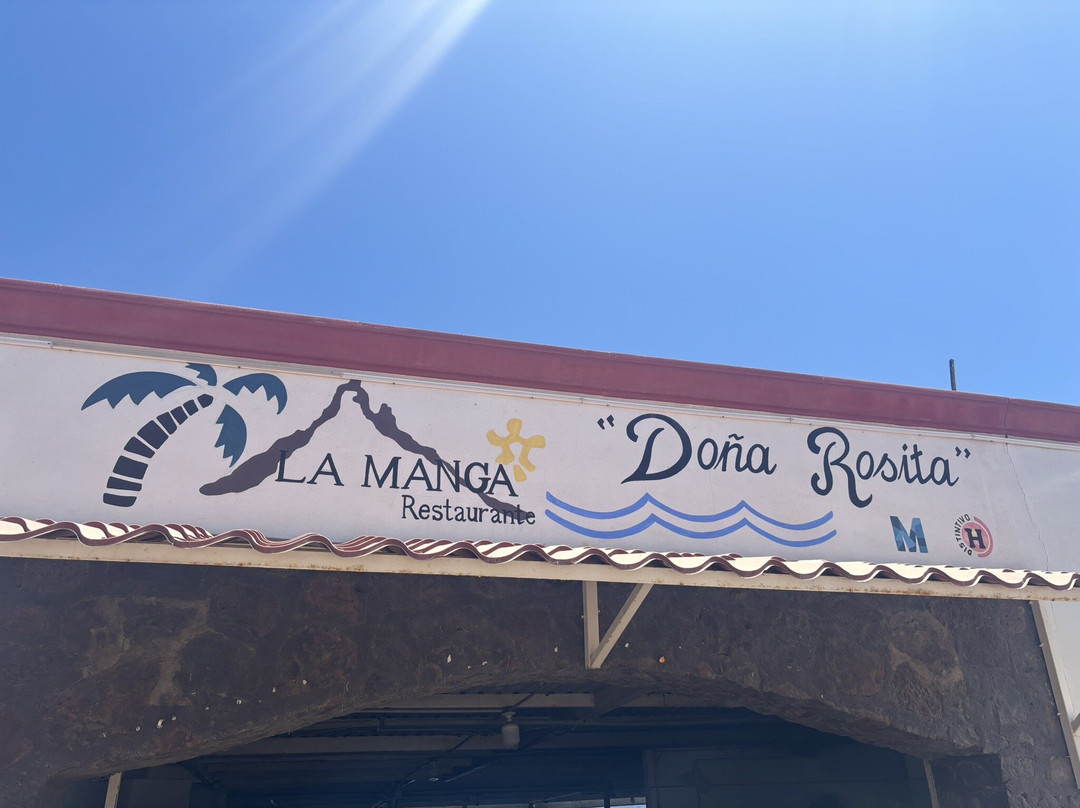 LA MANGA
Restaurante
"Doña Rosita"
M
DISTINTIVO
H